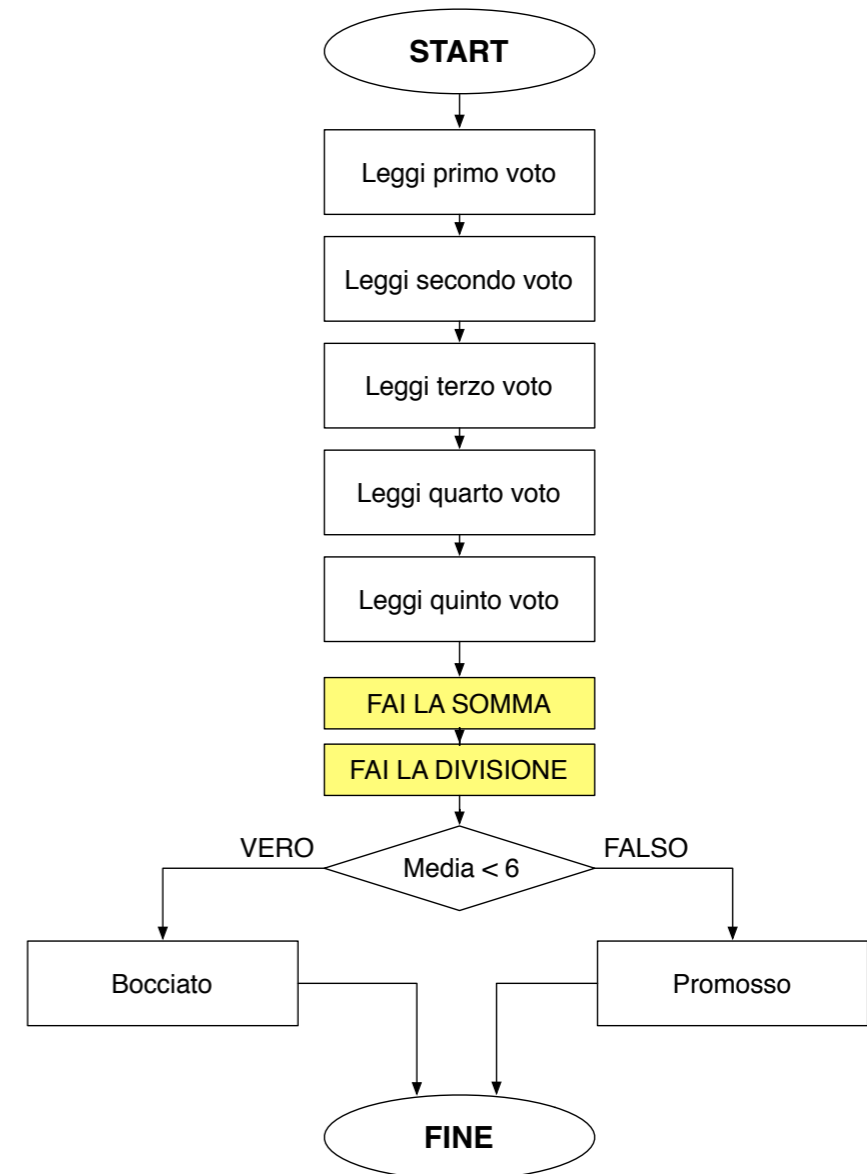 START
Leggi primo voto
Leggi secondo voto
Leggi terzo voto
Leggi quarto voto
Leggi quinto voto
FAI LA SOMMA
FAI LA DIVISIONE
VERO
Media < 6
FALSO
Bocciato
Promosso
FINE